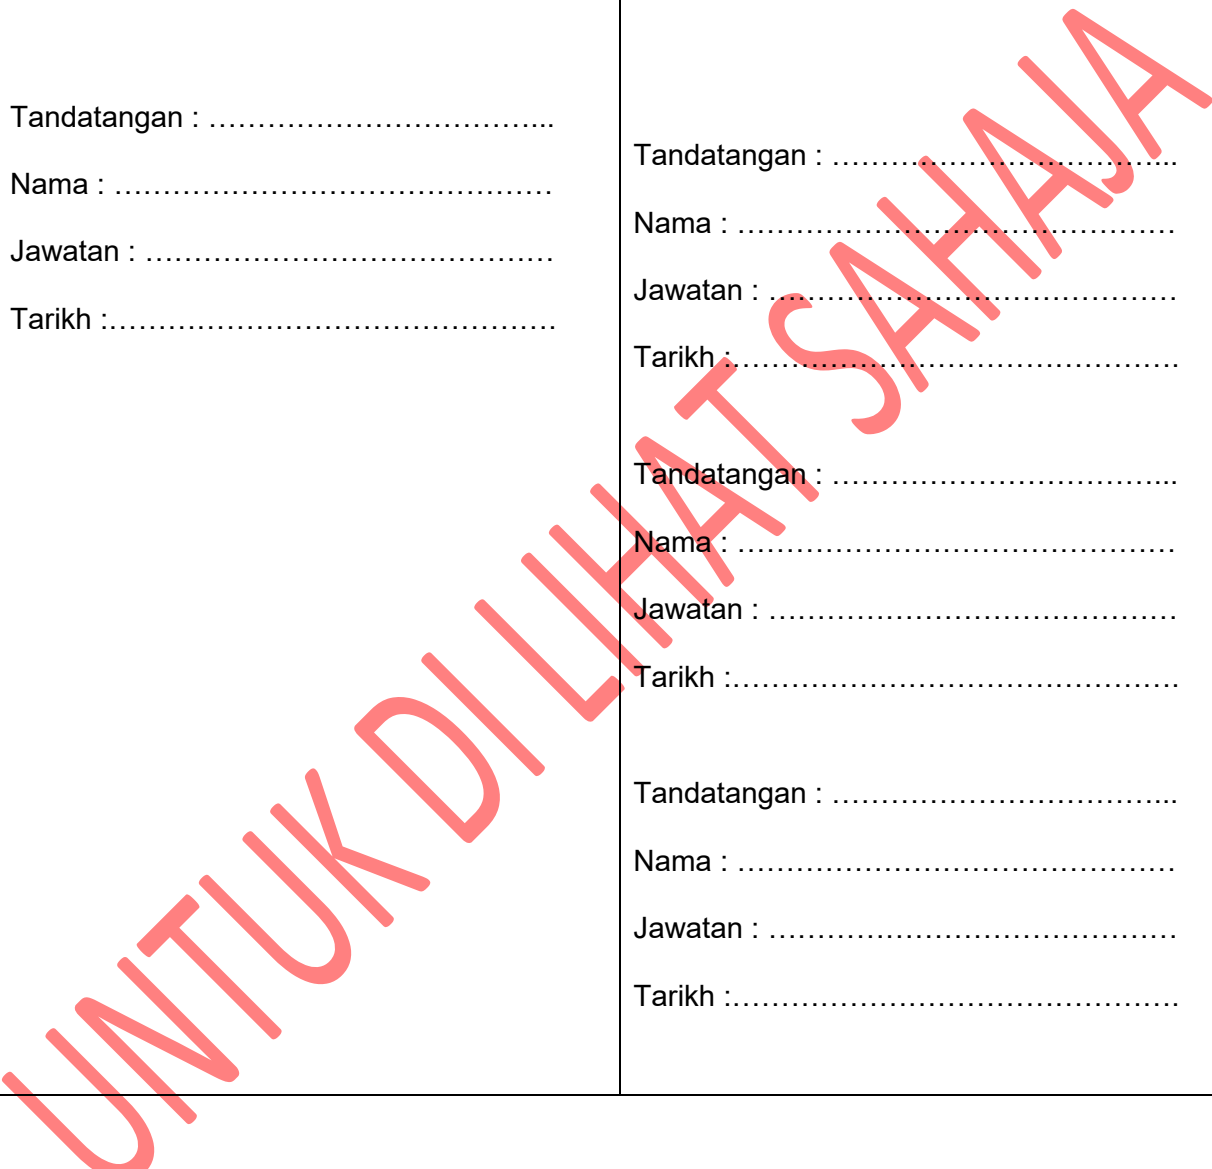 Tandatangan : ……………………………...
Nama : ………………………………………
Jawatan : ……………………………………
Tarikh :……………………………………….
Tandatangan : ……………………………...
Nama : ………………………………………
Jawatan : ……………………………………
Tarikh :……………………………………….
Tandatangan : ……………………………...
Nama : ………………………………………
Jawatan : ……………………………………
Tarikh :……………………………………….
Tandatangan : ……………………………...
Nama : ………………………………………
Jawatan : ……………………………………
Tarikh :……………………………………….
UNTUK DI LIHAT SAHAJA